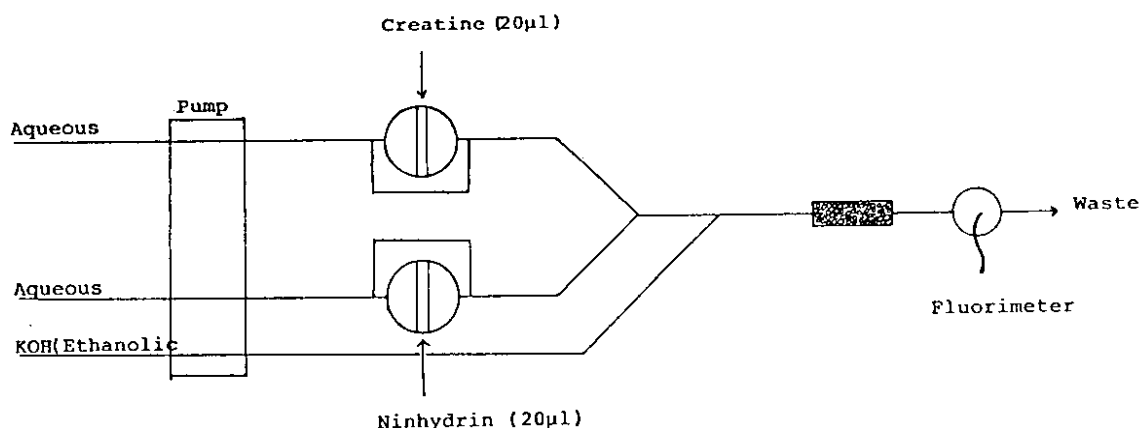 Creatine (20µl)
Pump
Aqueous
Waste
Aqueous
Fluorimeter
KOH(Ethanolic
Ninhydrin (20µl)